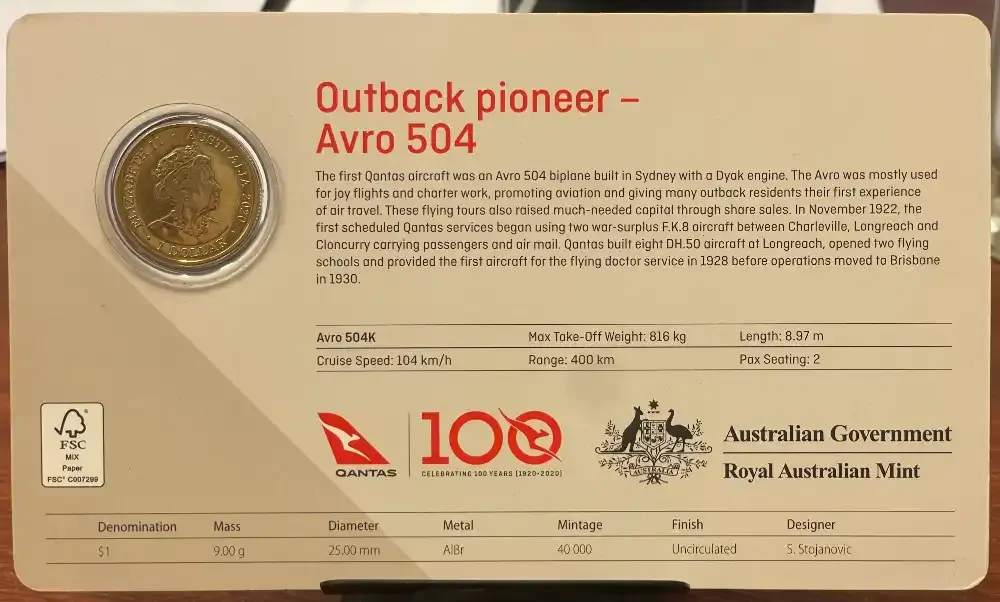 Outback pioneer –
Avro 504
The first Qantas aircraft was an Avro 504 biplane built in Sydney with a Dyak engine. The Avro was mostly used
for joy flights and charter work, promoting aviation and giving many outback residents their first experience
of air travel. These flying tours also raised much-needed capital through share sales. In November 1922, the
first scheduled Qantas services began using two war-surplus F.K.8 aircraft between Charleville, Longreach and
Cloncurry carrying passengers and air mail. Qantas built eight DH.50 aircraft at Longreach, opened two flying
schools and provided the first aircraft for the flying doctor service in 1928 before operations moved to Brisbane
in 1930.
ELIZABETH II • AUSTRALIA 2020
• 1 DOLLAR •
Avro 504K Max Take-Off Weight: 816 kg Length: 8.97 m
Cruise Speed: 104 km/h Range: 400 km Pax Seating: 2
FSC
MIX
Paper
FSC® C007299
QANTAS
100
CELEBRATING 100 YEARS (1920-2020)
AUSTRALIA
Australian Government
Royal Australian Mint
Denomination Mass Diameter Metal Mintage Finish Designer
$1 9.00 g 25.00 mm AlBr 40 000 Uncirculated S. Stojanovic